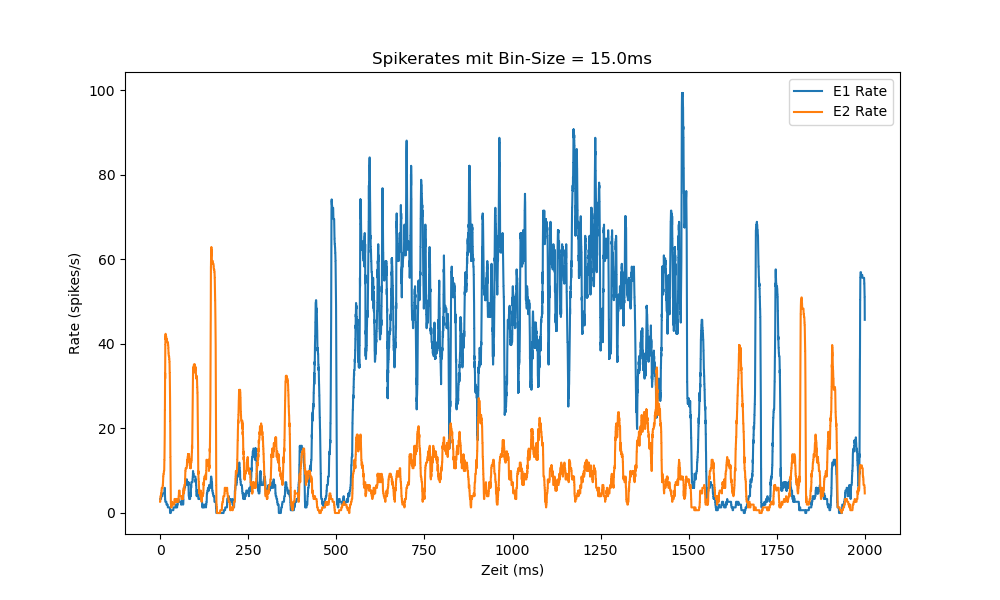 Spikerates mit Bin-Size = 15.0ms
E1 Rate
E2 Rate
Rate (spikes/s)
100
80
60
40
20
0
0 250 500 750 1000 1250 1500 1750 2000
Zeit (ms)